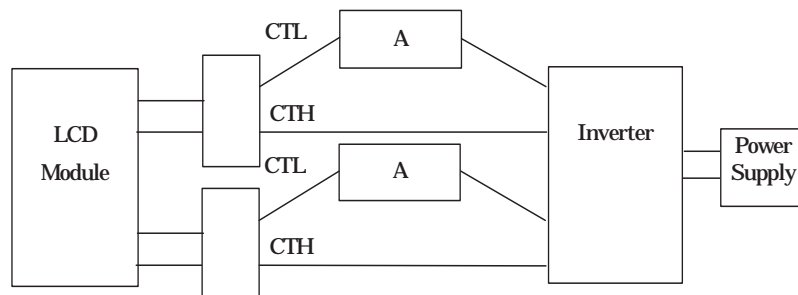 CTL
A
CTH
LCD
Module
Inverter
Power
Supply
CTL
A
CTH